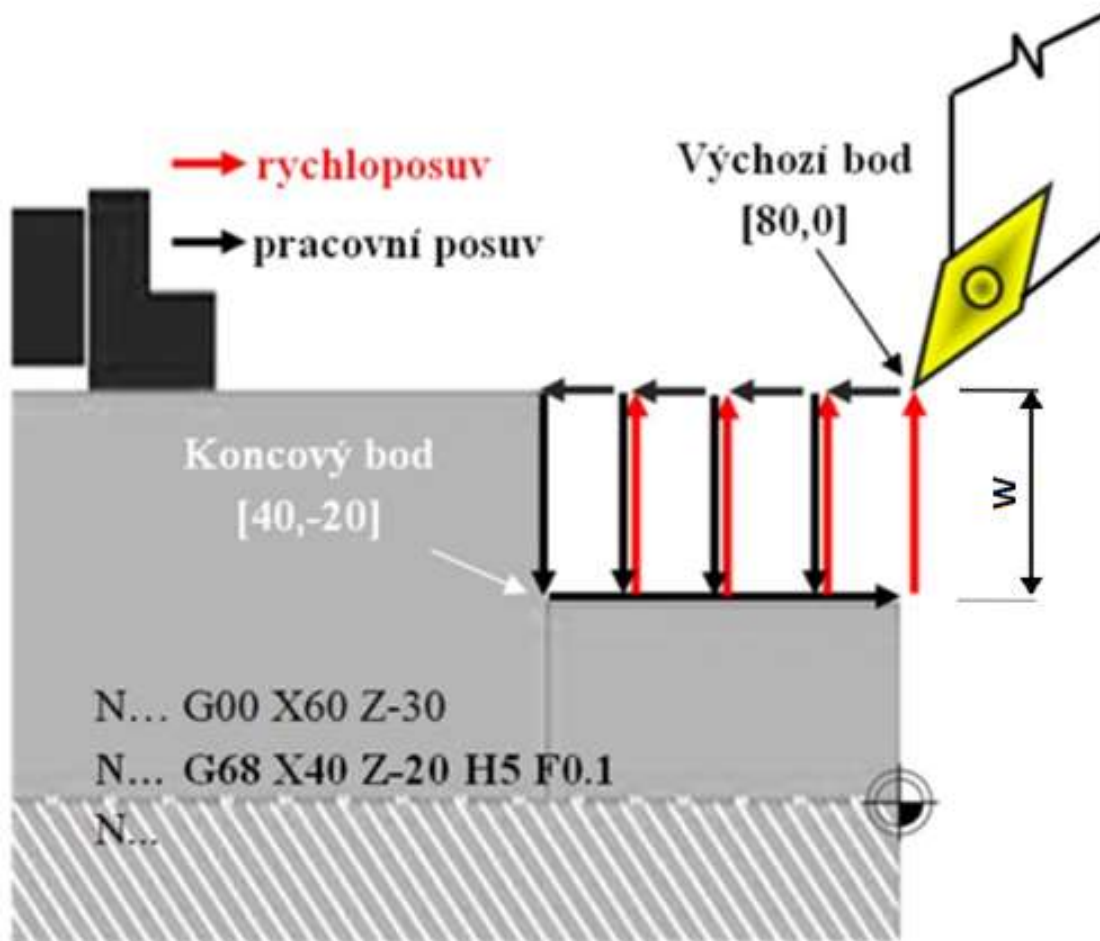 rychloposuv
pracovní posuv
Výchozí bod
[80,0]
Koncový bod
[40,-20]
W
N... G00 X60 Z-30
N... G68 X40 Z-20 H5 F0.1
N...